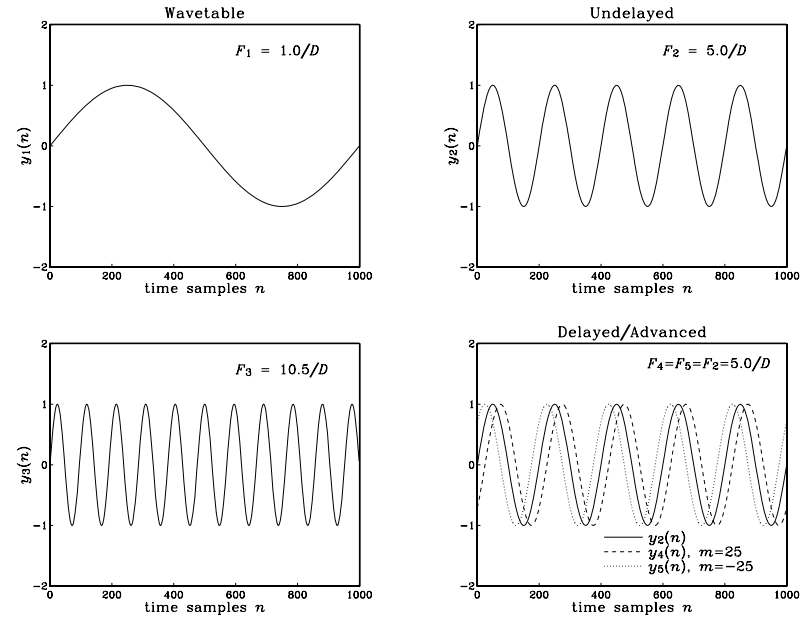 Wavetable
F1 = 1.0/D
y1(n)
2
1
0
−1
−2
0 200 400 600 800 1000
time samples n
Undelayed
F2 = 5.0/D
y2(n)
2
1
0
−1
−2
0 200 400 600 800 1000
time samples n
F3 = 10.5/D
y3(n)
2
1
0
−1
−2
0 200 400 600 800 1000
time samples n
Delayed/Advanced
F4=F5=F2=5.0/D
2
1
0
−1
−2
y2(n)
y4(n), m=25
y5(n), m=−25
0 200 400 600 800 1000
time samples n